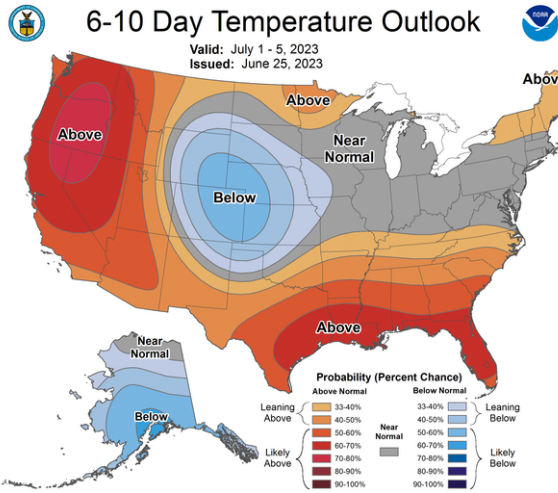 6-10 Day Temperature Outlook
Valid: July 1 - 5, 2023
Issued: June 25, 2023
NOAA
Above
Above
Above
Near
Normal
Below
Above
Near
Normal
Below
Probability (Percent Chance)
Above Normal
Below Normal
Leaning
Above
33-40%
40-50%
Likely
Above
50-60%
60-70%
70-80%
80-90%
90-100%
Near
Normal
33-40%
40-50%
Leaning
Below
50-60%
60-70%
70-80%
80-90%
90-100%
Likely
Below